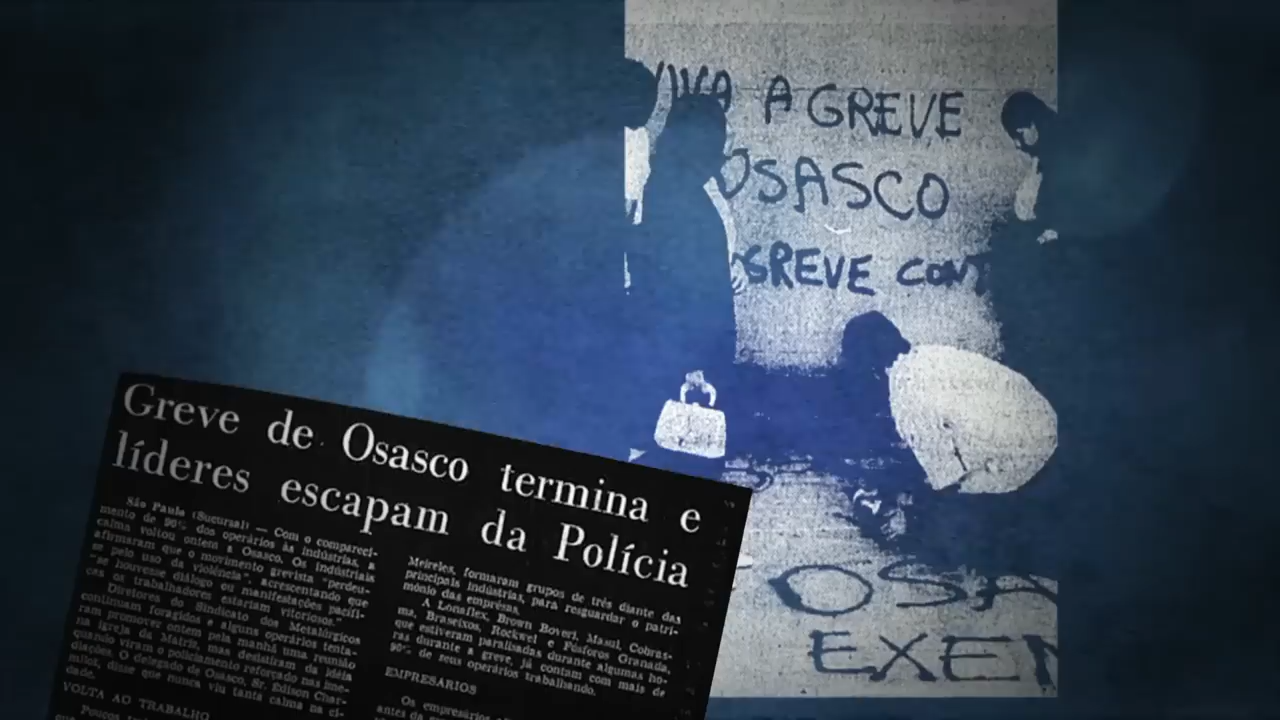 VIVA A GREVE
OSASCO
GREVE CONT
OSA
EXEN
Greve de Osasco termina e
líderes escapam da Polícia
São Paulo (Sucursal) — Com o compareci-
mento de 90% dos operários às indústrias, a
calma voltou ontem a Osasco. Os industriais
afirmaram que o movimento grevista "perdeu-
se pelo uso da violência", acrescentando que
"se houvesse diálogo ou manifestações pacífi-
cas os trabalhadores estariam vitoriosos."
Diretores do Sindicato dos Metalúrgicos
continuam foragidos e alguns operários tenta-
ram promover ontem pela manhã uma reunião
na Igreja da Matriz, mas desistiram da idéia
quando viram o policiamento reforçado nas ime-
diações. O delegado de Osasco, Sr. Edison Char-
milot, disse que nunca viu tanta calma na ci-
dade.
VOLTA AO TRABALHO
Meireles, formaram grupos de três diante das
principais indústrias, para resguardar o patri-
mônio das emprêsas.
A Lonaflex, Brown Boveri, Masul, Cobras-
ma, Braseixos, Rockwel e Fósforos Granada,
que estiveram paralisadas durante algumas ho-
ras durante a greve, já contam com mais de
90% de seus operários trabalhando.
EMPRESÁRIOS
Os empresários
antes da